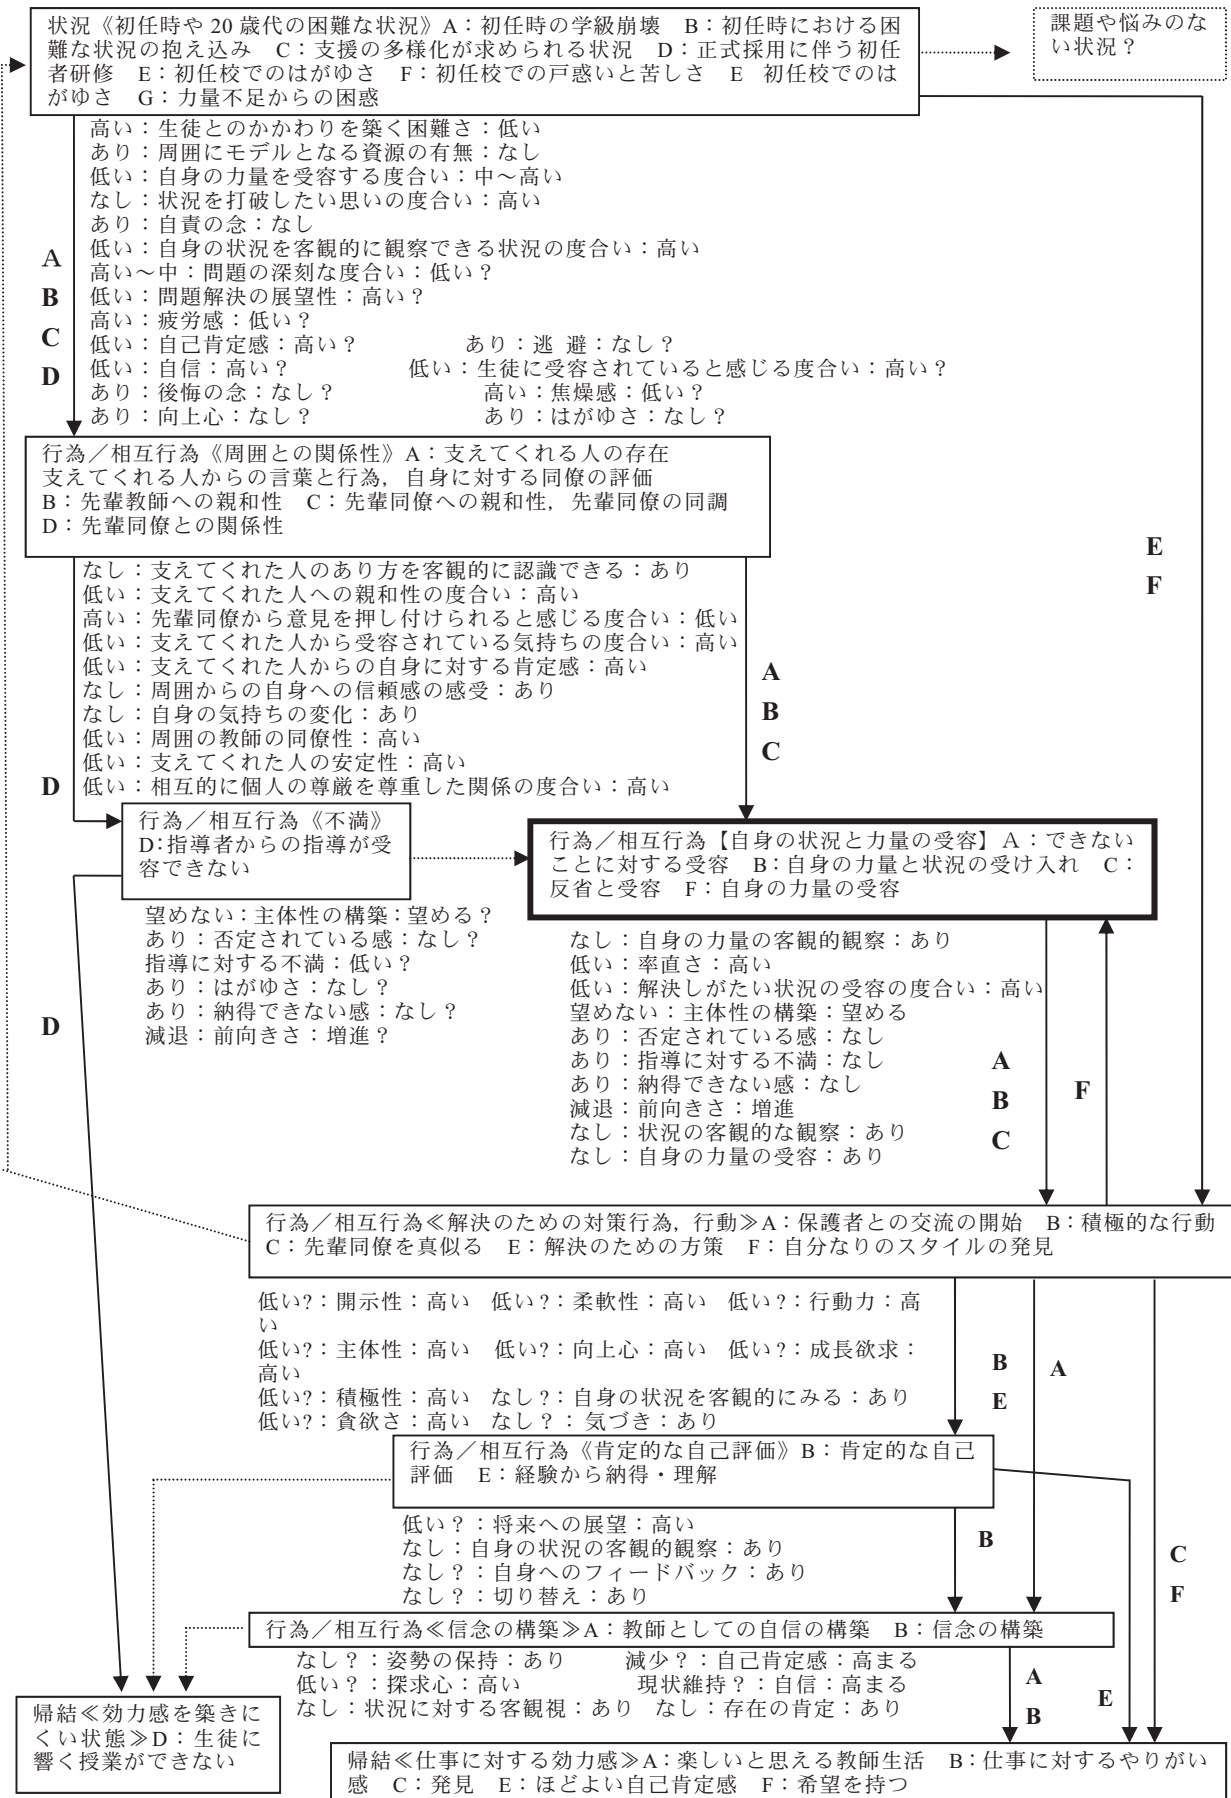 状況《初任時や 20 歳代の困難な状況》A：初任時の学級崩壊　B：初任時における困
難な状況の抱え込み　C：支援の多様化が求められる状況　D：正式採用に伴う初任
者研修　E：初任校でのはがゆさ　F：初任校での戸惑いと苦しさ　E　初任校でのは
がゆさ　G：力量不足からの困惑
課題や悩みのな
い状況？
高い：生徒とのかかわりを築く困難さ：低い
あり：周囲にモデルとなる資源の有無：なし
低い：自身の力量を受容する度合い：中～高い
なし：状況を打破したい思いの度合い：高い
あり：自責の念：なし
低い：自身の状況を客観的に観察できる状況の度合い：高い
高い～中：問題の深刻な度合い：低い？
低い：問題解決の展望性：高い？
高い：疲労感：低い？
低い：自己肯定感：高い？　あり：逃 避：なし？
低い：自信：高い？　低い：生徒に受容されていると感じる度合い：高い？
あり：後悔の念：なし？　高い：焦燥感：低い？
あり：向上心：なし？　あり：はがゆさ：なし？
A
B
C
D
行為／相互行為《周囲との関係性》A：支えてくれる人の存在
支えてくれる人からの言葉と行為，自身に対する同僚の評価
B：先輩教師への親和性　C：先輩同僚への親和性，先輩同僚の同調
D：先輩同僚との関係性
E
F
なし：支えてくれた人のあり方を客観的に認識できる：あり
低い：支えてくれた人への親和性の度合い：高い
高い：先輩同僚から意見を押し付けられると感じる度合い：低い
低い：支えてくれた人から受容されている気持ちの度合い：高い
低い：支えてくれた人からの自身に対する肯定感：高い
なし：周囲からの自身への信頼感の感受：あり
なし：自身の気持ちの変化：あり
低い：周囲の教師の同僚性：高い
低い：支えてくれた人の安定性：高い
低い：相互的に個人の尊厳を尊重した関係の度合い：高い
A
B
C
D
行為／相互行為《不満》
D：指導者からの指導が受
容できない
行為／相互行為【自身の状況と力量の受容】A：できない
ことに対する受容　B：自身の力量と状況の受け入れ　C：
反省と受容　F：自身の力量の受容
望めない：主体性の構築：望める？
あり：否定されている感：なし？
指導に対する不満：低い？
あり：はがゆさ：なし？
あり：納得できない感：なし？
減退：前向きさ：増進？
D
なし：自身の力量の客観的観察：あり
低い：率直さ：高い
低い：解決しがたい状況の受容の度合い：高い
望めない：主体性の構築：望める
あり：否定されている感：なし
あり：指導に対する不満：なし
あり：納得できない感：なし
減退：前向きさ：増進
なし：状況の客観的な観察：あり
なし：自身の力量の受容：あり
A
B
C
F
行為／相互行為≪解決のための対策行為，行動≫A：保護者との交流の開始　B：積極的な行動
C：先輩同僚を真似る　E：解決のための方策　F：自分なりのスタイルの発見
低い?：開示性：高い　低い?：柔軟性：高い　低い?：行動力：高
い
低い?：主体性：高い　低い?：向上心：高い　低い?：成長欲求：
高い
低い?：積極性：高い　なし?：自身の状況を客観的にみる：あり
低い?：貪欲さ：高い　なし？：気づき：あり
B
E
A
行為／相互行為《肯定的な自己評価》B：肯定的な自己
評価　E：経験から納得・理解
低い？：将来への展望：高い
なし：自身の状況の客観的観察：あり
なし？：自身へのフィードバック：あり
なし？：切り替え：あり
B
C
F
行為／相互行為≪信念の構築≫A：教師としての自信の構築　B：信念の構築
なし？：姿勢の保持：あり　減少？：自己肯定感：高まる
低い？：探求心：高い　現状維持？：自信：高まる
なし：状況に対する客観視：あり　なし：存在の肯定：あり
A
B
E
帰結≪効力感を築きに
くい状態≫D：生徒に
響く授業ができない
帰結≪仕事に対する効力感≫A：楽しいと思える教師生活　B：仕事に対するやりがい
感　C：発見　E：ほどよい自己肯定感　F：希望を持つ